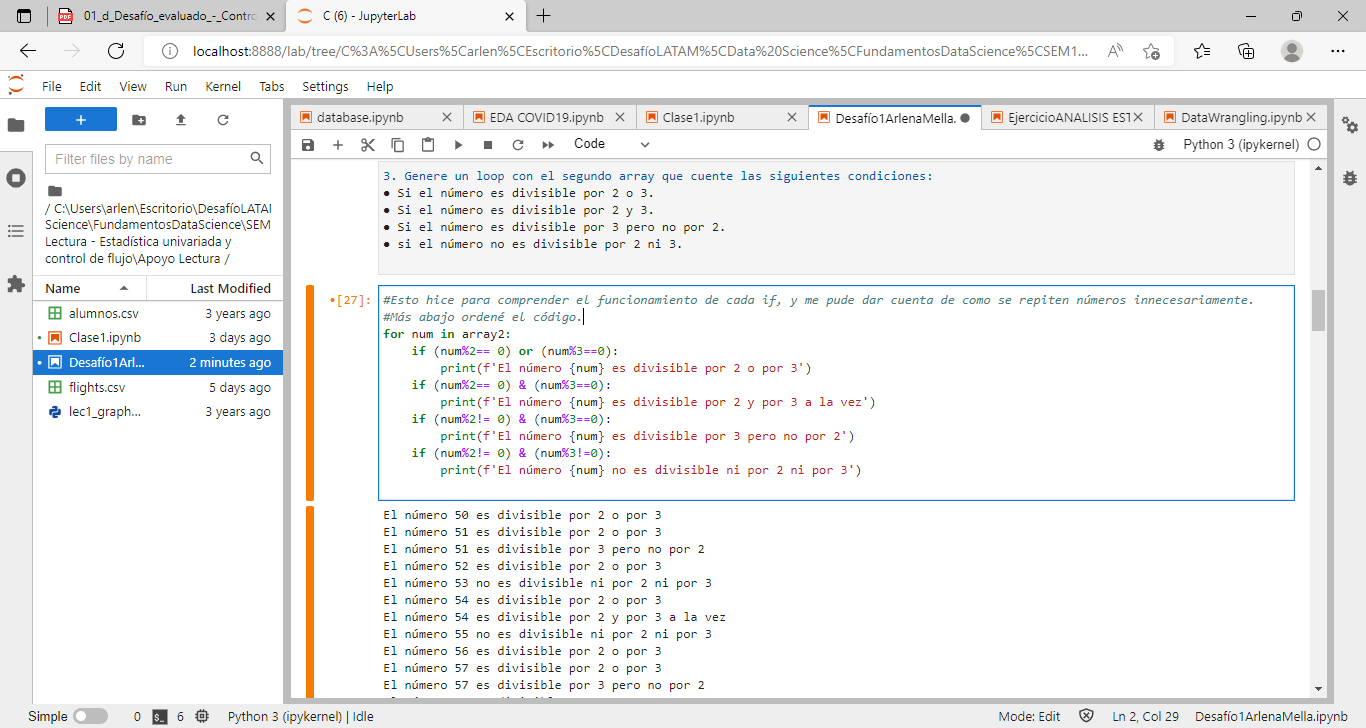 01_d_Desafío_evaluado_-_Contro
C (6) - JupyterLab
localhost:8888/lab/tree/C%3A%5CUsers%5Carlen%5CEscritorio%5CDesafíoLATAM%5CData%20Science%5CFundamentosDataScience%5CSEM1...
File Edit View Run Kernel Tabs Settings Help
Filter files by name
/ C:\Users\arlen\Escritorio\DesafíoLATAM
Science\FundamentosDataScience\SEM
Lectura - Estadística univariada y
control de flujo\Apoyo Lectura /
Name Last Modified
alumnos.csv 3 years ago
Clase1.ipynb 3 days ago
Desafío1Arl... 2 minutes ago
flights.csv 5 days ago
lec1_graph... 3 years ago
database.ipynb
EDA COVID19.ipynb
Clase1.ipynb
Desafío1ArlenaMella.
EjercicioANALISIS EST
DataWrangling.ipynb
Code
Python 3 (ipykernel)
3. Genere un loop con el segundo array que cuente las siguientes condiciones:
● Si el número es divisible por 2 o 3.
● Si el número es divisible por 2 y 3.
● Si el número es divisible por 3 pero no por 2.
● si el número no es divisible por 2 ni 3.
[27]:
#Esto hice para comprender el funcionamiento de cada if, y me pude dar cuenta de como se repiten números innecesariamente.
#Más abajo ordené el código.
for num in array2:
    if (num%2== 0) or (num%3==0):
        print(f'El número {num} es divisible por 2 o por 3')
    if (num%2== 0) & (num%3==0):
        print(f'El número {num} es divisible por 2 y por 3 a la vez')
    if (num%2!= 0) & (num%3==0):
        print(f'El número {num} es divisible por 3 pero no por 2')
    if (num%2!= 0) & (num%3!=0):
        print(f'El número {num} no es divisible ni por 2 ni por 3')
El número 50 es divisible por 2 o por 3
El número 51 es divisible por 2 o por 3
El número 51 es divisible por 3 pero no por 2
El número 52 es divisible por 2 o por 3
El número 53 no es divisible ni por 2 ni por 3
El número 54 es divisible por 2 o por 3
El número 54 es divisible por 2 y por 3 a la vez
El número 55 no es divisible ni por 2 ni por 3
El número 56 es divisible por 2 o por 3
El número 57 es divisible por 2 o por 3
El número 57 es divisible por 3 pero no por 2
Simple 0 6 Python 3 (ipykernel) | Idle
Mode: Edit Ln 2, Col 29 Desafío1ArlenaMella.ipynb